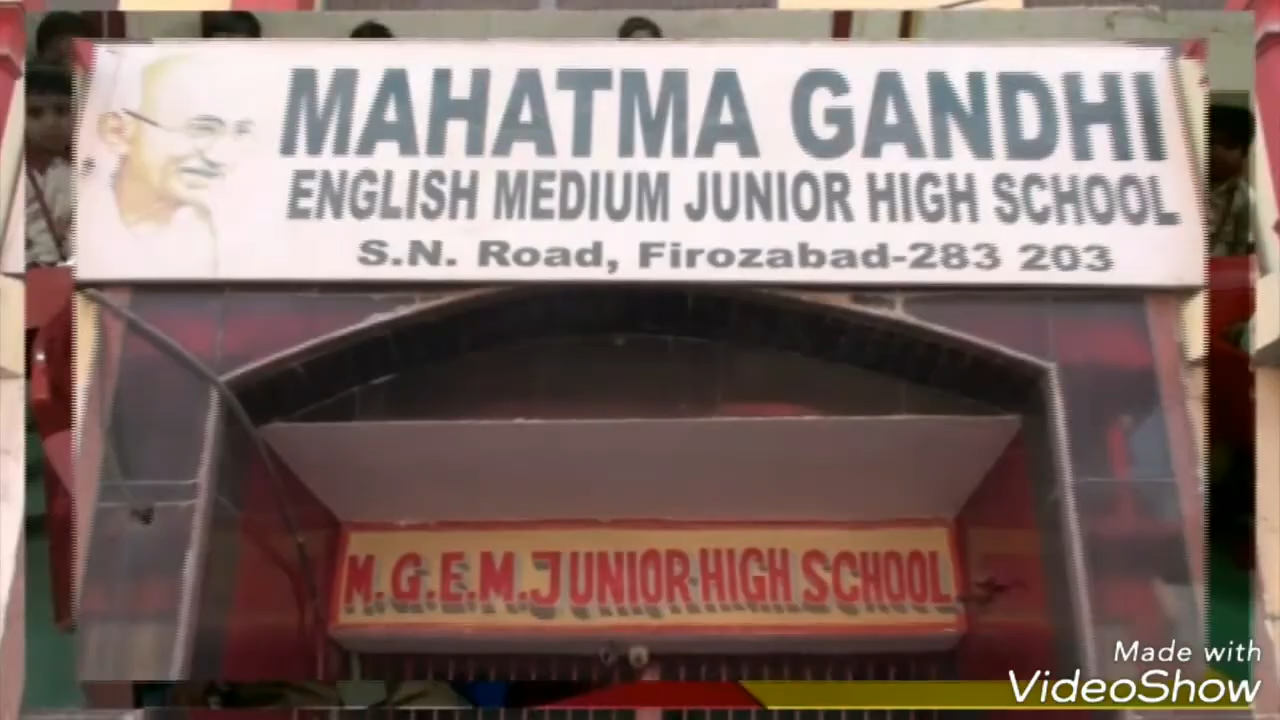 MAHATMA GANDHI
ENGLISH MEDIUM JUNIOR HIGH SCHOOL
S.N. Road, Firozabad-283 203
M.G.E.M.JUNIOR HIGH SCHOOL
Made with
VideoShow